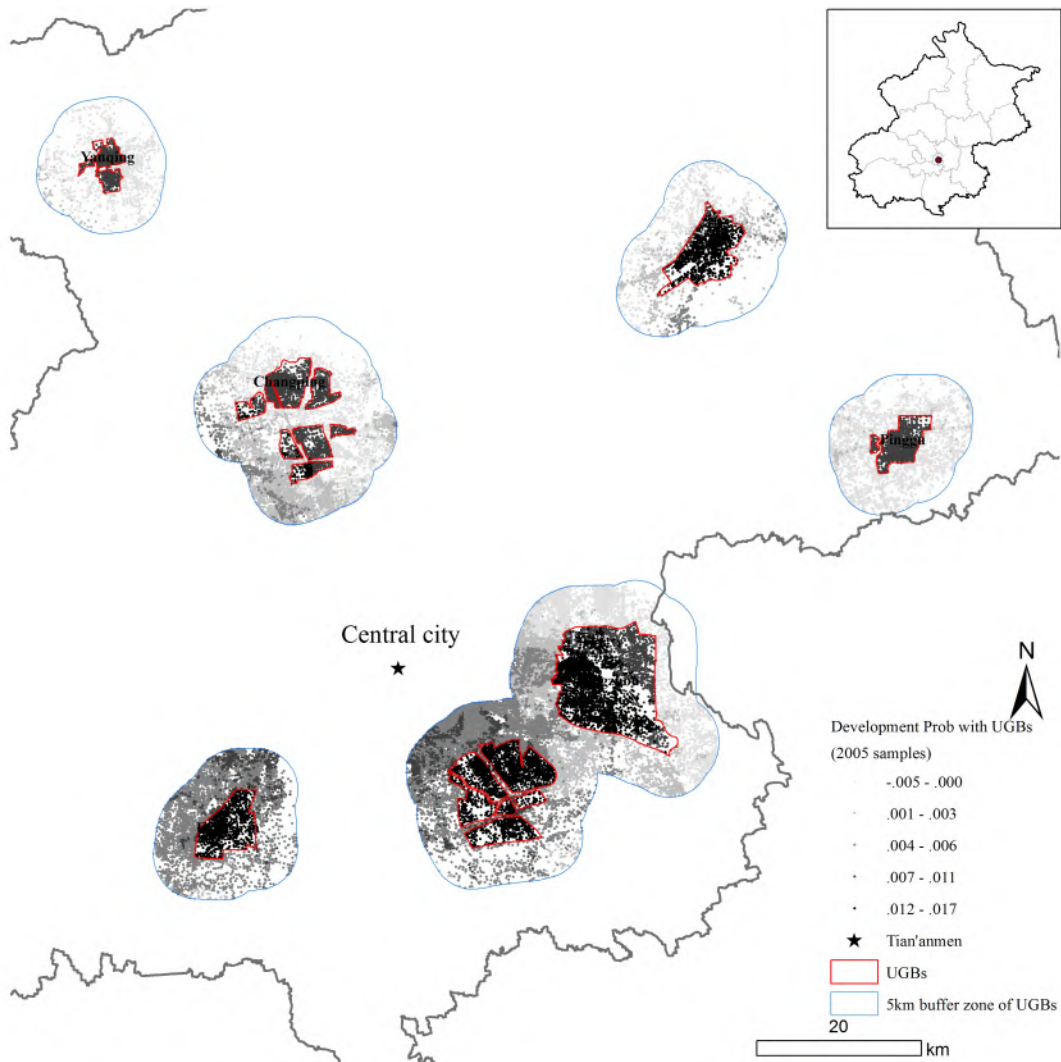 Yanqing
Changping
Pinggu
Central city
N
Development Prob with UGBs
(2005 samples)
-.005 - .000
.001 - .003
.004 - .006
.007 - .011
.012 - .017
Tian'anmen
UGBs
5km buffer zone of UGBs
20
km